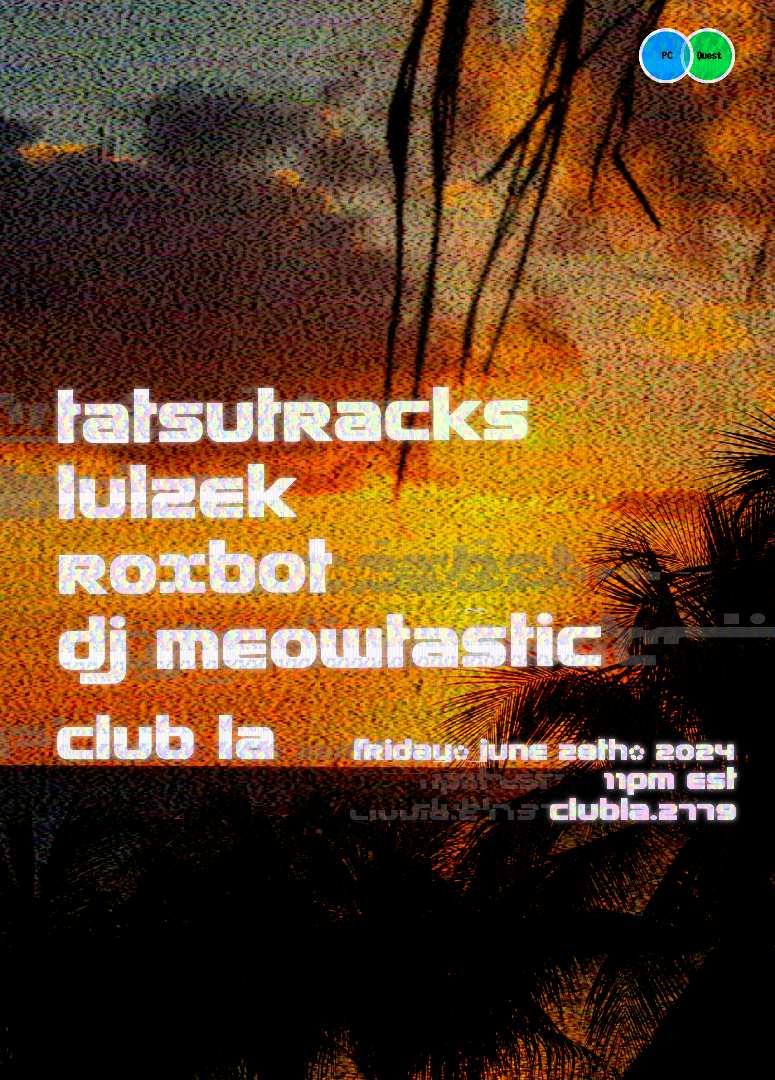 PC Quest
tatsutracks
lulzek
roxbot
dj meowtastic
club la
friday, june 28th, 2024
11pm est
clubla.2779